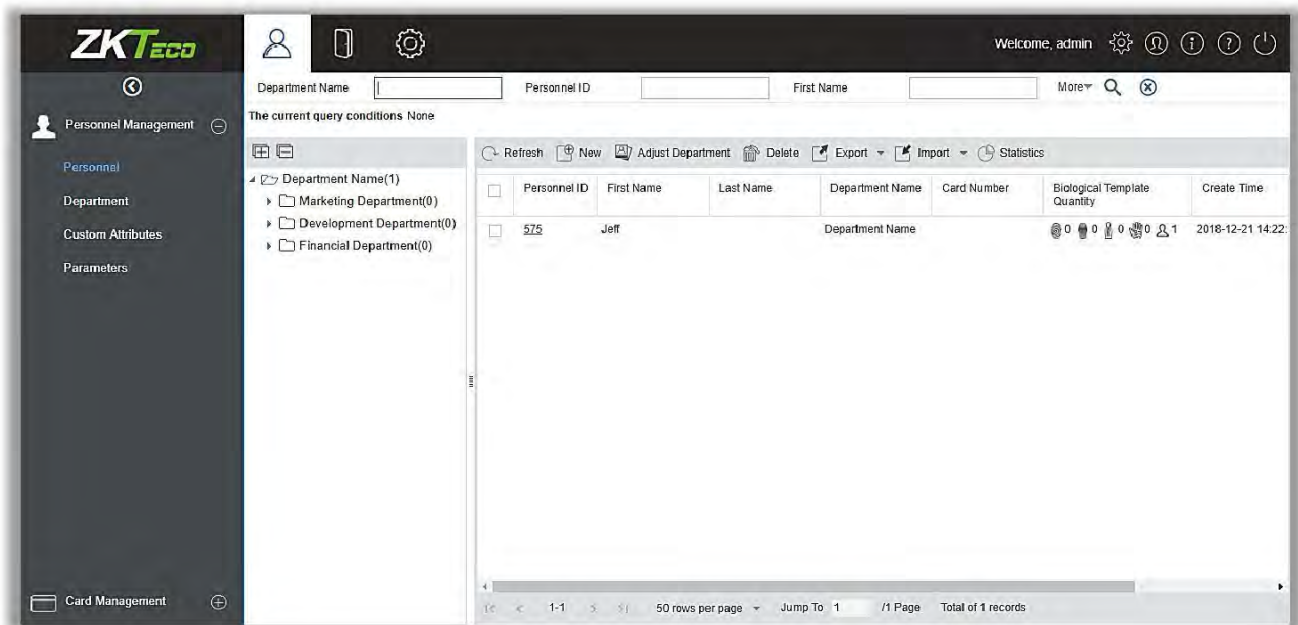 ZKTeco
Welcome, admin
Department Name
Personnel ID
First Name
More
The current query conditions None
Personnel Management
Personnel
Department
Custom Attributes
Parameters
Card Management
Department Name(1)
Marketing Department(0)
Development Department(0)
Financial Department(0)
Refresh New Adjust Department Delete Export Import Statistics
Personnel ID First Name Last Name Department Name Card Number Biological Template Quantity Create Time
575 Jeff Department Name 0 0 0 0 1 2018-12-21 14:22:
1-1 50 rows per page Jump To 1 /1 Page Total of 1 records